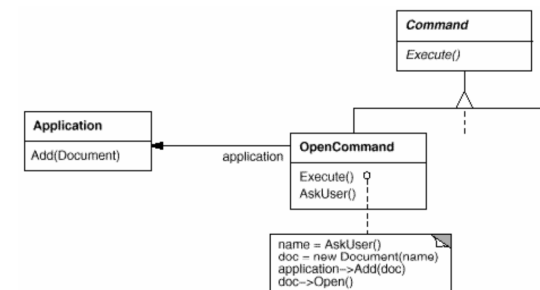 Command
Execute()
Application
Add(Document)
application
OpenCommand
Execute()
AskUser()
name = AskUser()
doc = new Document(name)
application->Add(doc)
doc->Open()